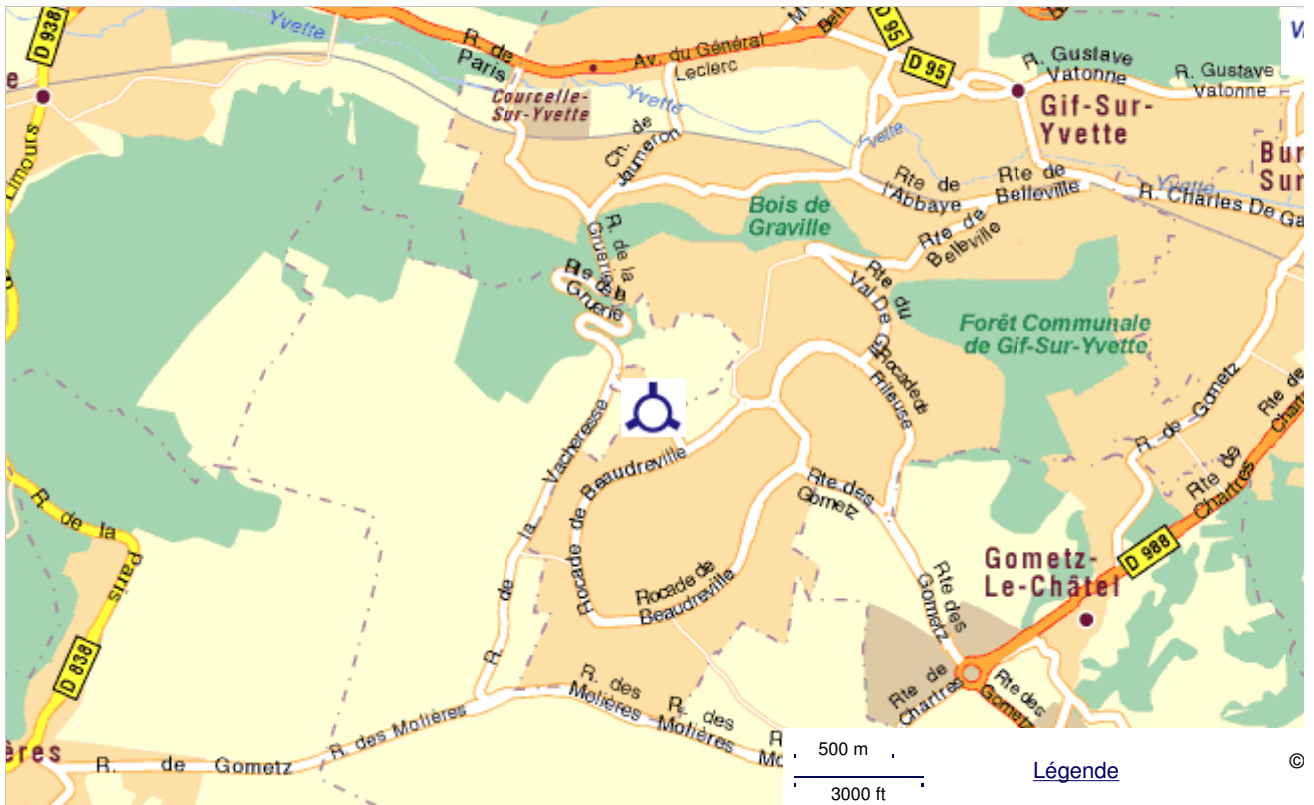 D 938
Yvette
R. de
Paris
Av. du Général
Leclerc
D 95
D 95
R. Gustave
Vatonne
R. Gustave
Vatonne
Gif-Sur-
Yvette
Courcelle-
Sur-Yvette
Yvette
Yvette
Yvette
Limours
Ch. de
Jaumeron
Rte de
l'Abbaye
Rte de
Belleville
R. Charles De Ga
Bur
Sur
Bois de
Graville
Rte de
Belleville
R. de la
Gruerie
Rte de la
Gruerie
Rte du
Val De Gif
Forêt Communale
de Gif-Sur-Yvette
Rocade de
Frileuse
R. de Gometz
Rte de
Chartres
Rte de
Chartres
R. de la Vacheresse
Rocade de Beaudreville
Rte des
Gometz
R. de la Paris
D 988
Gometz-
Le-Châtel
Rocade de
Beaudreville
Rte des
Gometz
D 838
Rte de
Chartres
Rte des
Gometz
R. des
Molières
R. des
Molières
R. des Molières
ères
R. de Gometz
500 m
3000 ft
Légende
©